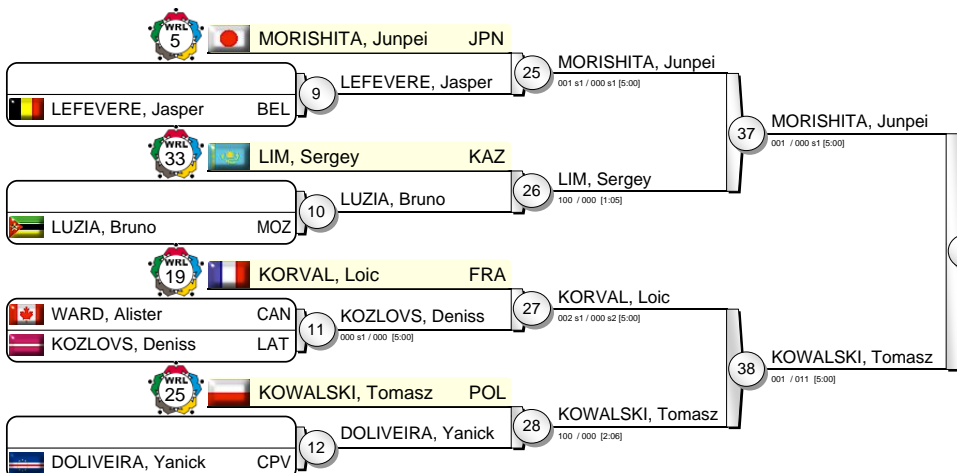 WRL 5 MORISHITA, Junpei JPN
LEFEVERE, Jasper BEL
9 LEFEVERE, Jasper
25 MORISHITA, Junpei
001 s1 / 000 s1 [5:00]
WRL 33 LIM, Sergey KAZ
LUZIA, Bruno MOZ
10 LUZIA, Bruno
26 LIM, Sergey
100 / 000 [1:05]
37 MORISHITA, Junpei
001 / 000 s1 [5:00]
WRL 19 KORVAL, Loic FRA
WARD, Alister CAN
KOZLOVS, Deniss LAT
11 KOZLOVS, Deniss
000 s1 / 000 [5:00]
27 KORVAL, Loic
002 s1 / 000 s2 [5:00]
WRL 25 KOWALSKI, Tomasz POL
DOLIVEIRA, Yanick CPV
12 DOLIVEIRA, Yanick
28 KOWALSKI, Tomasz
100 / 000 [2:06]
38 KOWALSKI, Tomasz
001 / 011 [5:00]